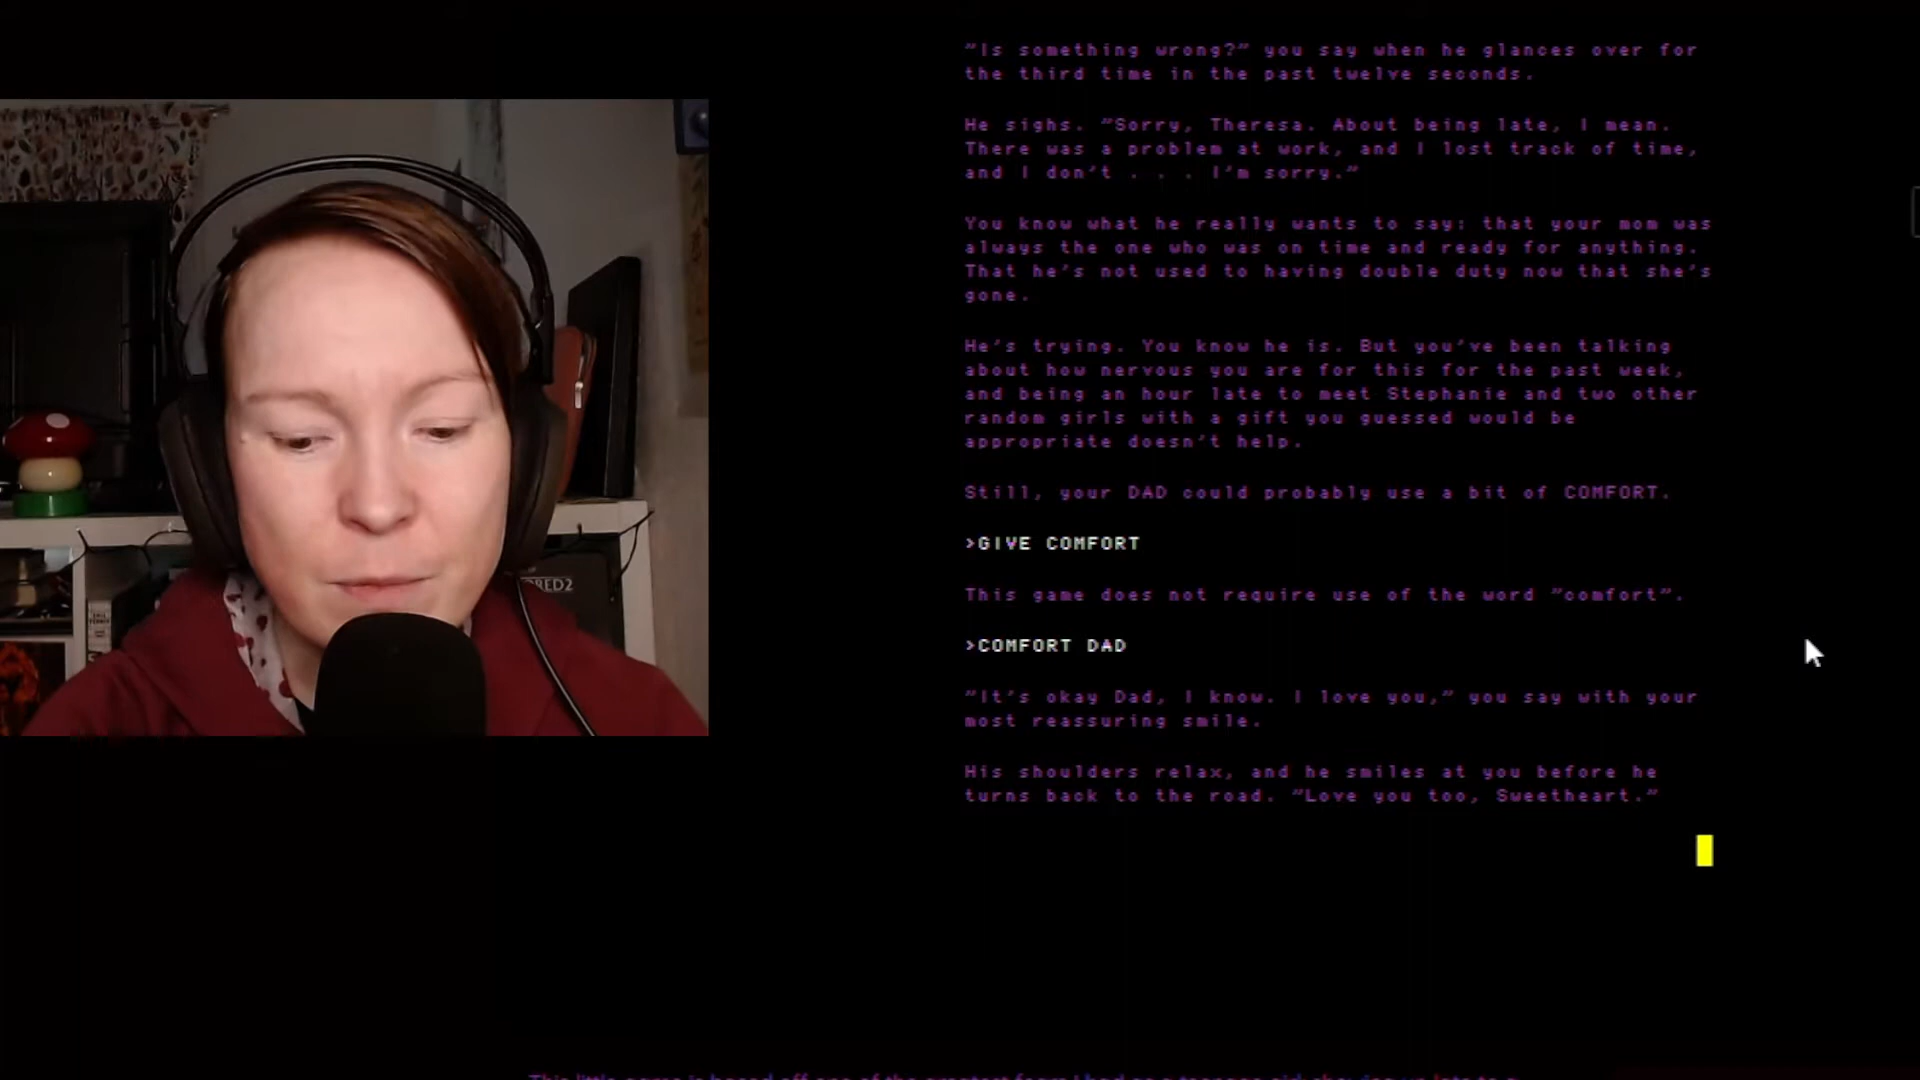 "Is something wrong?" you say when he glances over for
the third time in the past twelve seconds.
He sighs. "Sorry, Theresa. About being late, I mean.
There was a problem at work, and I lost track of time,
and I don't . . . I'm sorry."
You know what he really wants to say: that your mom was
always the one who was on time and ready for anything.
That he's not used to having double duty now that she's
gone.
He's trying. You know he is. But you've been talking
about how nervous you are for this for the past week,
and being an hour late to meet Stephanie and two other
random girls with a gift you guessed would be
appropriate doesn't help.
Still, your DAD could probably use a bit of COMFORT.
>GIVE COMFORT
This game does not require use of the word "comfort".
>COMFORT DAD
"It's okay Dad, I know. I love you," you say with your
most reassuring smile.
His shoulders relax, and he smiles at you before he
turns back to the road. "Love you too, Sweetheart."